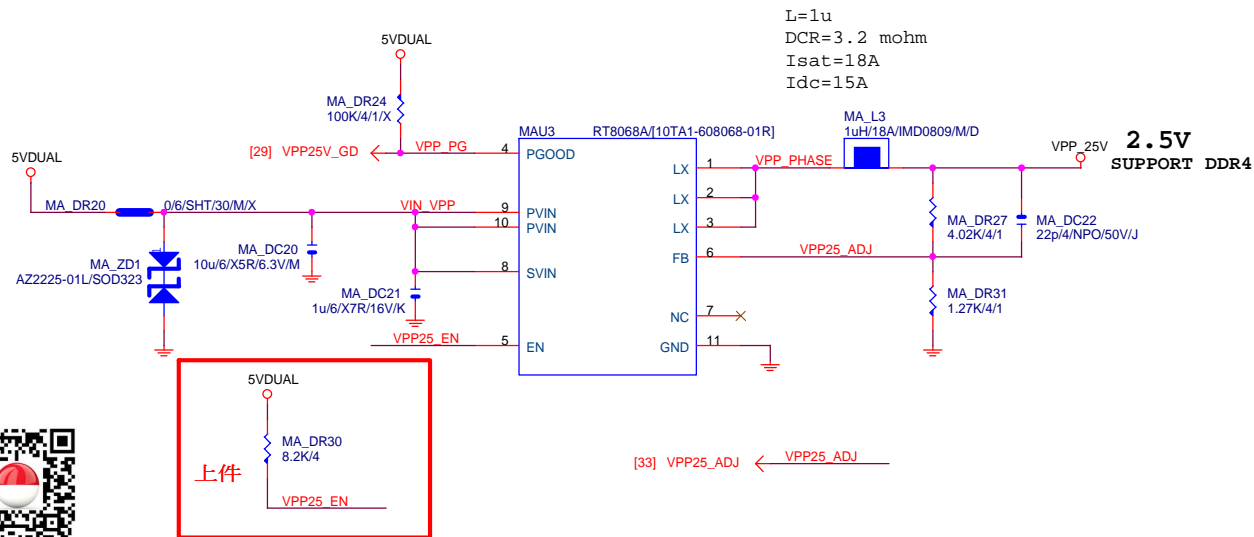 L=1u
DCR=3.2 mohm
Isat=18A
Idc=15A
5VDUAL
MA_DR24
100K/4/1/X
[29] VPP25V_GD
VPP_PG
MAU3
RT8068A/[10TA1-608068-01R]
4
PGOOD
LX
1
VPP_PHASE
MA_L3
1uH/18A/IMD0809/M/D
VPP_25V
2.5V
SUPPORT DDR4
5VDUAL
MA_DR20
0/6/SHT/30/M/X
VIN_VPP
9
PVIN
10
PVIN
LX
2
LX
3
MA_DR27
4.02K/4/1
MA_DC22
22p/4/NPO/50V/J
MA_ZD1
AZ2225-01L/SOD323
MA_DC20
10u/6/X5R/6.3V/M
8
SVIN
FB
6
VPP25_ADJ
MA_DC21
1u/6/X7R/16V/K
MA_DR31
1.27K/4/1
NC
7
VPP25_EN
5
EN
GND
11
5VDUAL
MA_DR30
8.2K/4
上件
VPP25_EN
[33] VPP25_ADJ
VPP25_ADJ